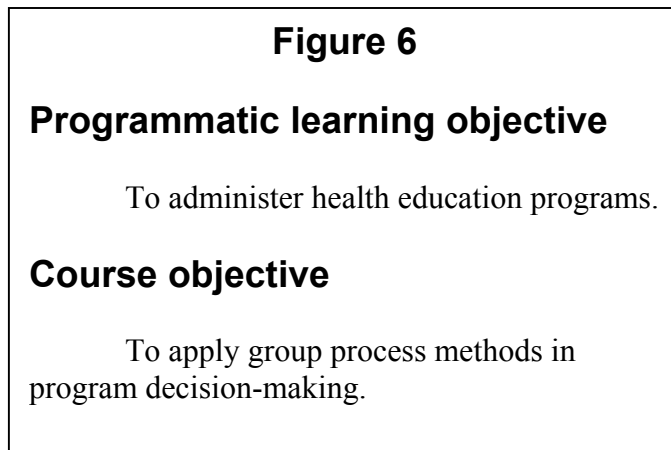 Figure 6
Programmatic learning objective
To administer health education programs.
Course objective
To apply group process methods in
program decision-making.